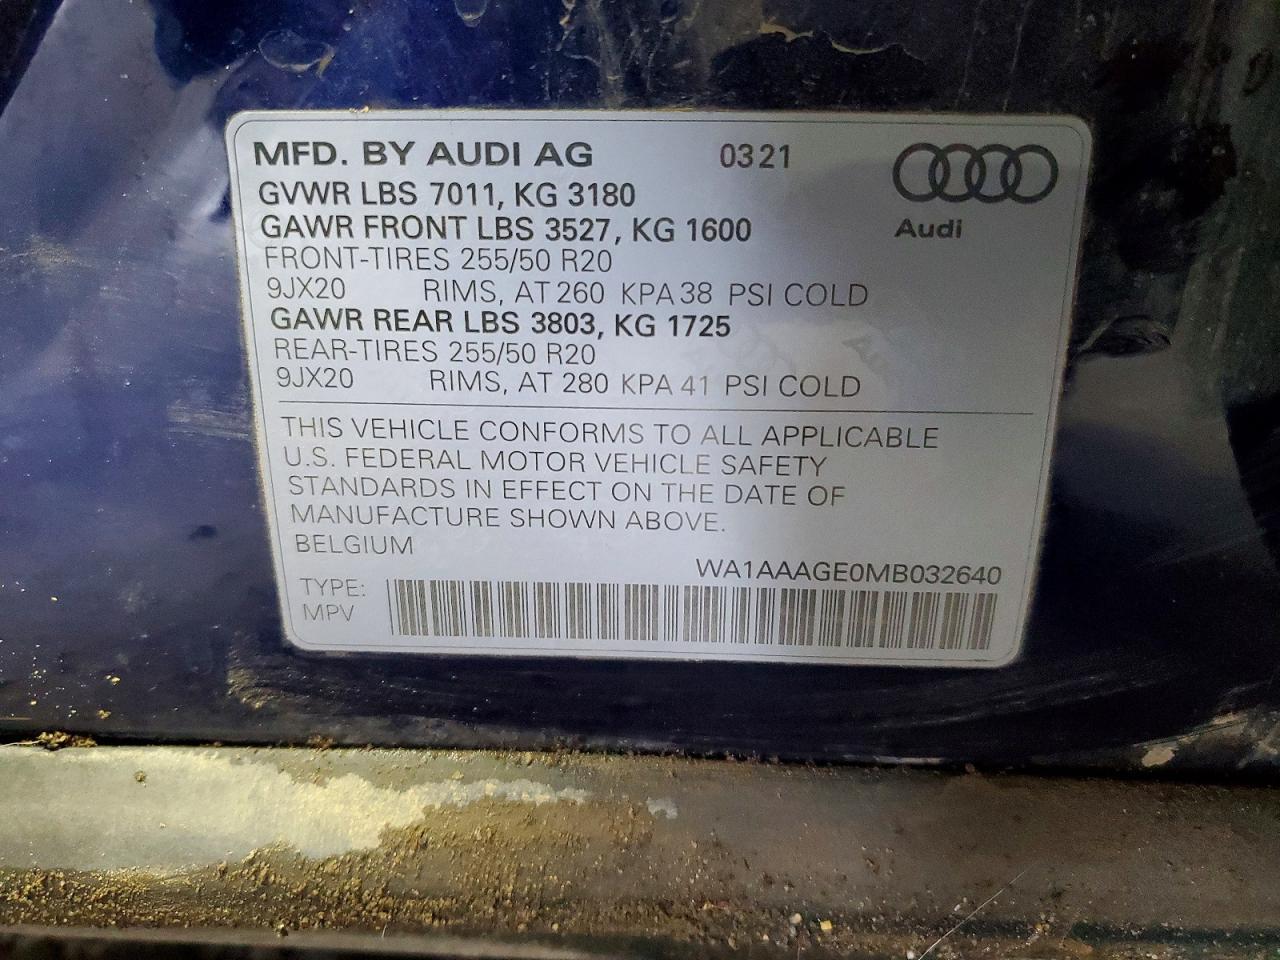 MFD. BY AUDI AG 03 21
GVWR LBS 7011, KG 3180
GAWR FRONT LBS 3527, KG 1600
Audi
FRONT-TIRES 255/50 R20
9JX20 RIMS, AT 260 KPA 38 PSI COLD
GAWR REAR LBS 3803, KG 1725
REAR-TIRES 255/50 R20
9JX20 RIMS, AT 280 KPA 41 PSI COLD
THIS VEHICLE CONFORMS TO ALL APPLICABLE
U.S. FEDERAL MOTOR VEHICLE SAFETY
STANDARDS IN EFFECT ON THE DATE OF
MANUFACTURE SHOWN ABOVE.
BELGIUM
WA1AAAGE0MB032640
TYPE:
MPV